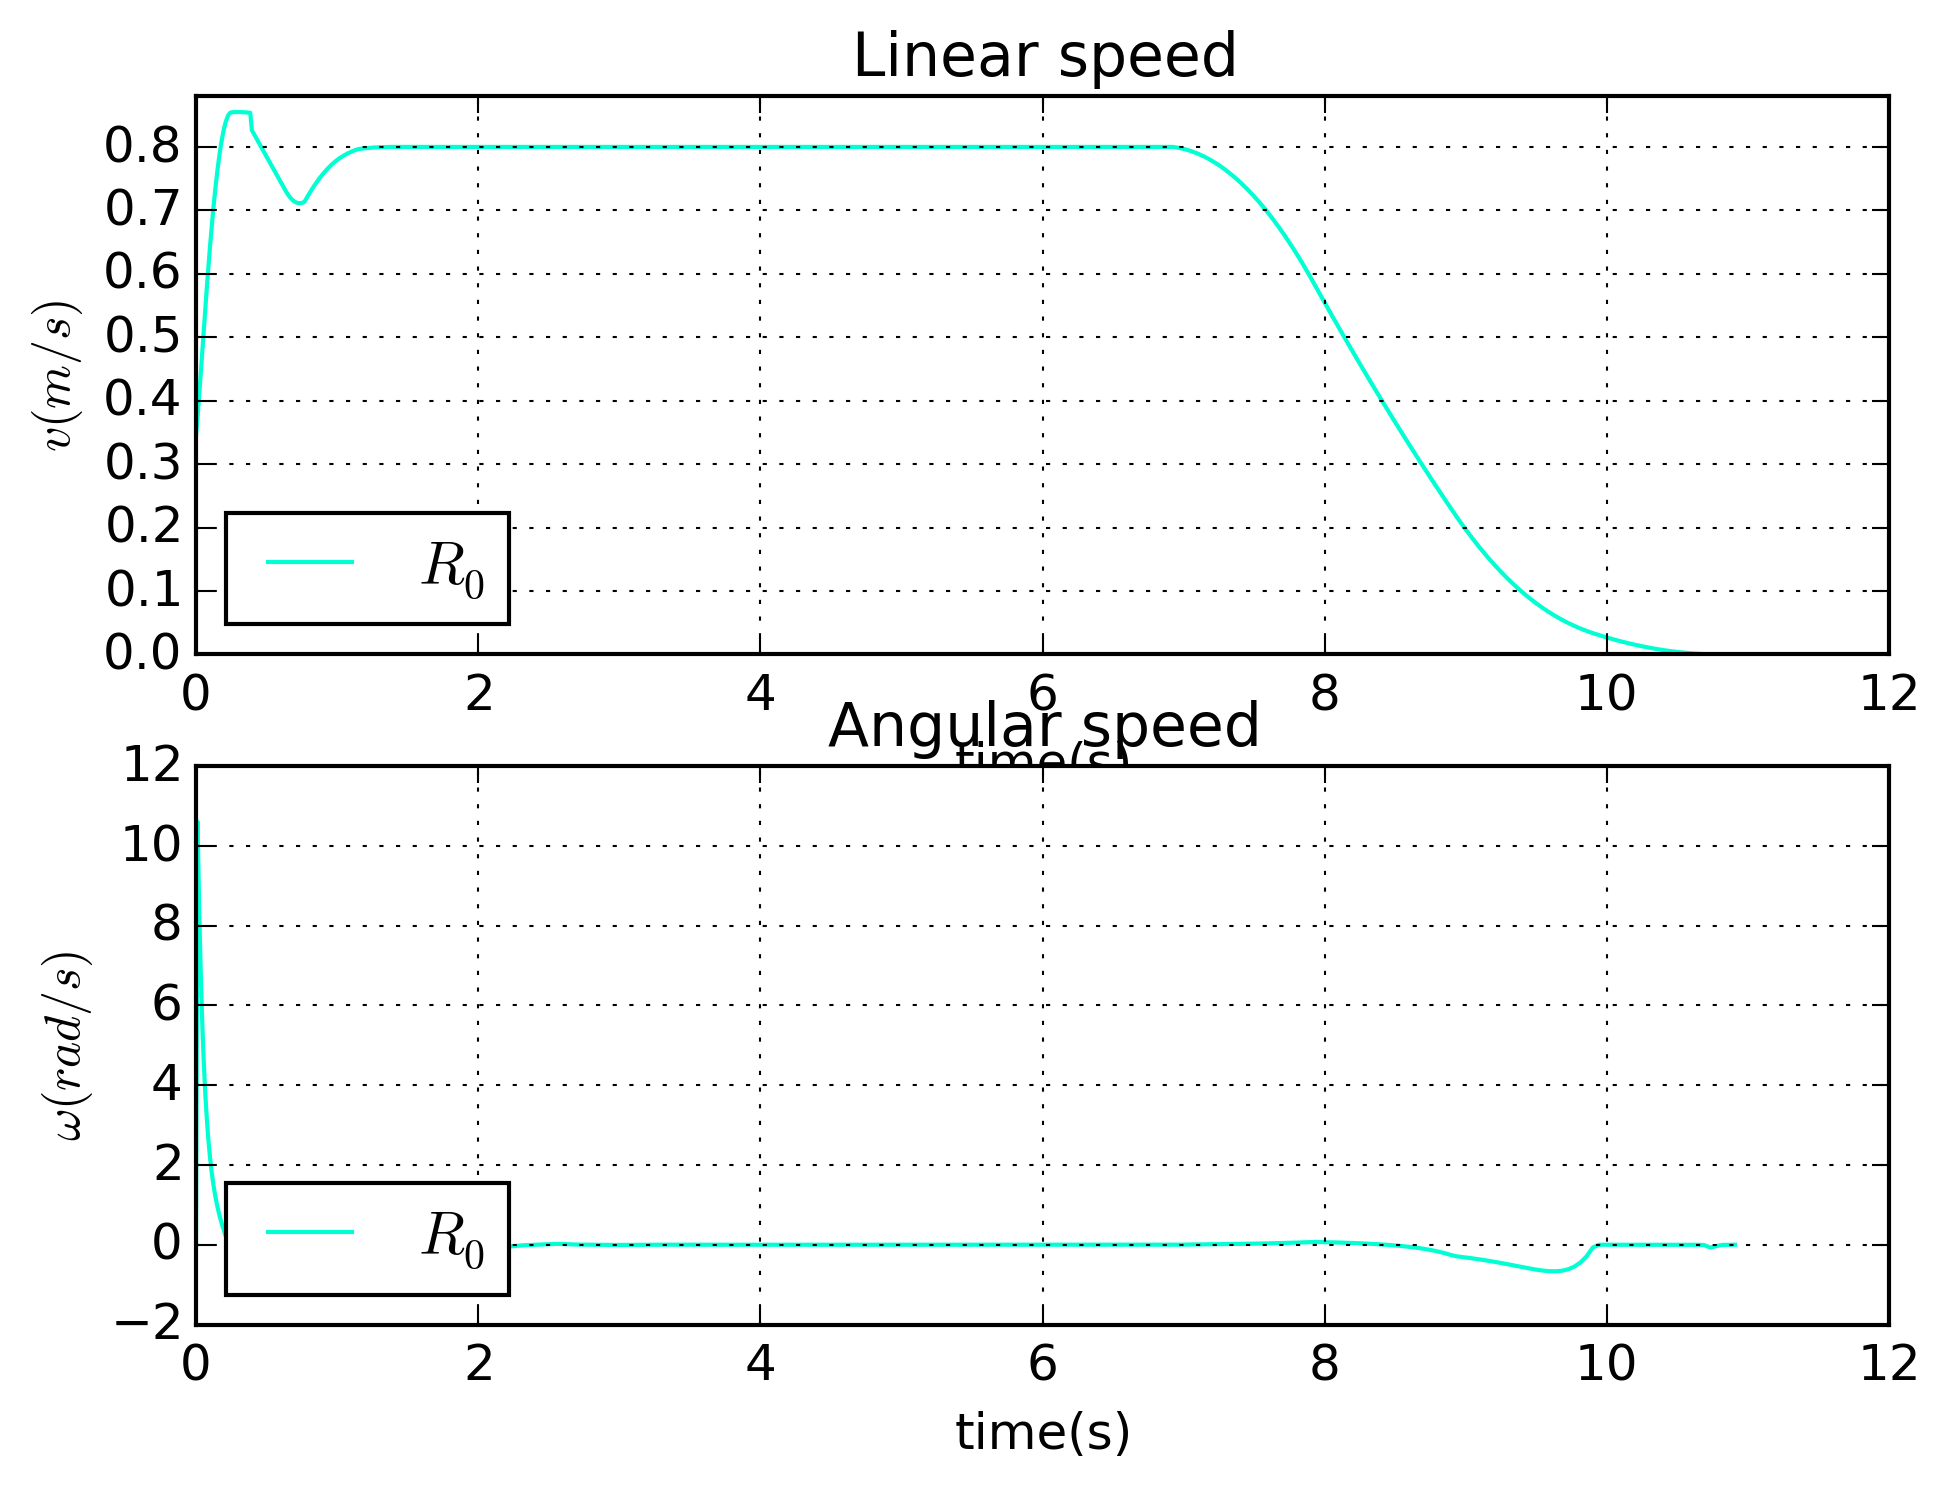 Linear speed
v(m/s)
0.8
0.7
0.6
0.5
0.4
0.3
0.2
0.1
0.0
R₀
0 2 4 6 8 10 12
time(s)
Angular speed
ω(rad/s)
12
10
8
6
4
2
0
−2
R₀
0 2 4 6 8 10 12
time(s)